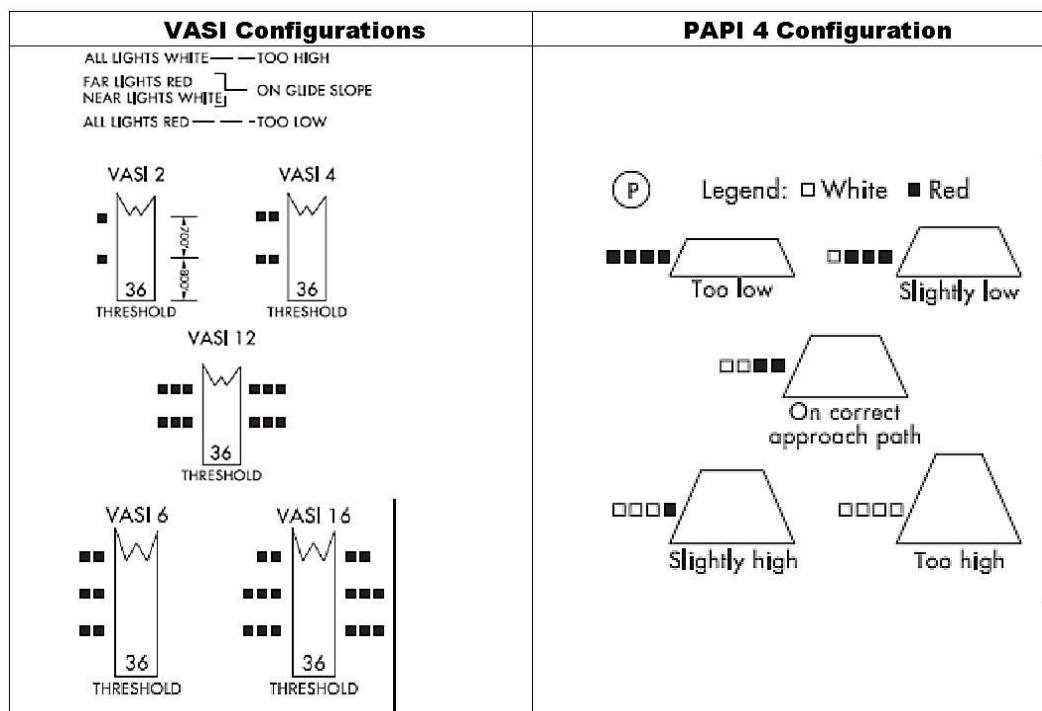 VASI Configurations
ALL LIGHTS WHITE — — TOO HIGH
FAR LIGHTS RED
NEAR LIGHTS WHITE
ON GLIDE SLOPE
ALL LIGHTS RED — — - TOO LOW
VASI 2
VASI 4
700'
800'
36
36
THRESHOLD
THRESHOLD
VASI 12
36
THRESHOLD
VASI 6
VASI 16
36
36
THRESHOLD
THRESHOLD
PAPI 4 Configuration
P
Legend: □ White ■ Red
Too low
Slightly low
On correct
approach path
Slightly high
Too high